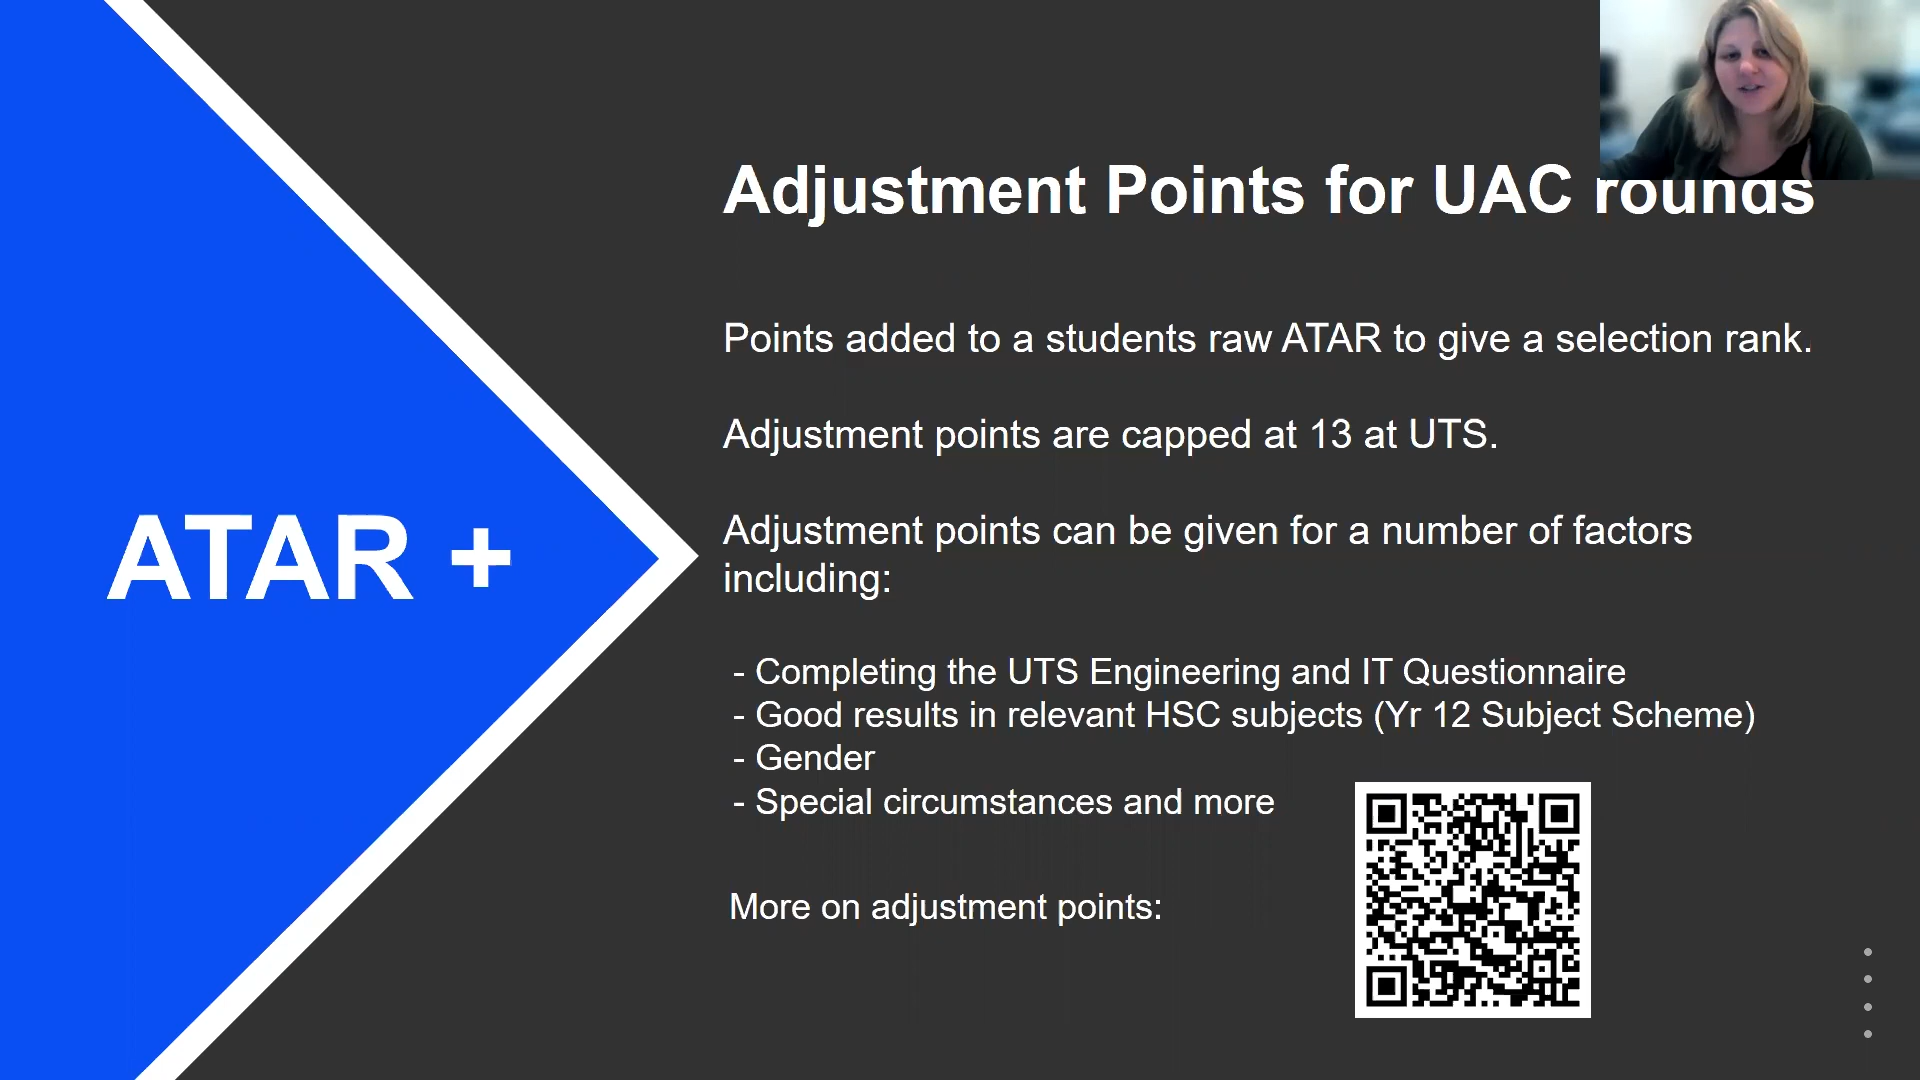 Adjustment Points for UAC rounds
Points added to a students raw ATAR to give a selection rank.
Adjustment points are capped at 13 at UTS.
ATAR +
Adjustment points can be given for a number of factors
including:
- Completing the UTS Engineering and IT Questionnaire
- Good results in relevant HSC subjects (Yr 12 Subject Scheme)
- Gender
- Special circumstances and more
More on adjustment points: